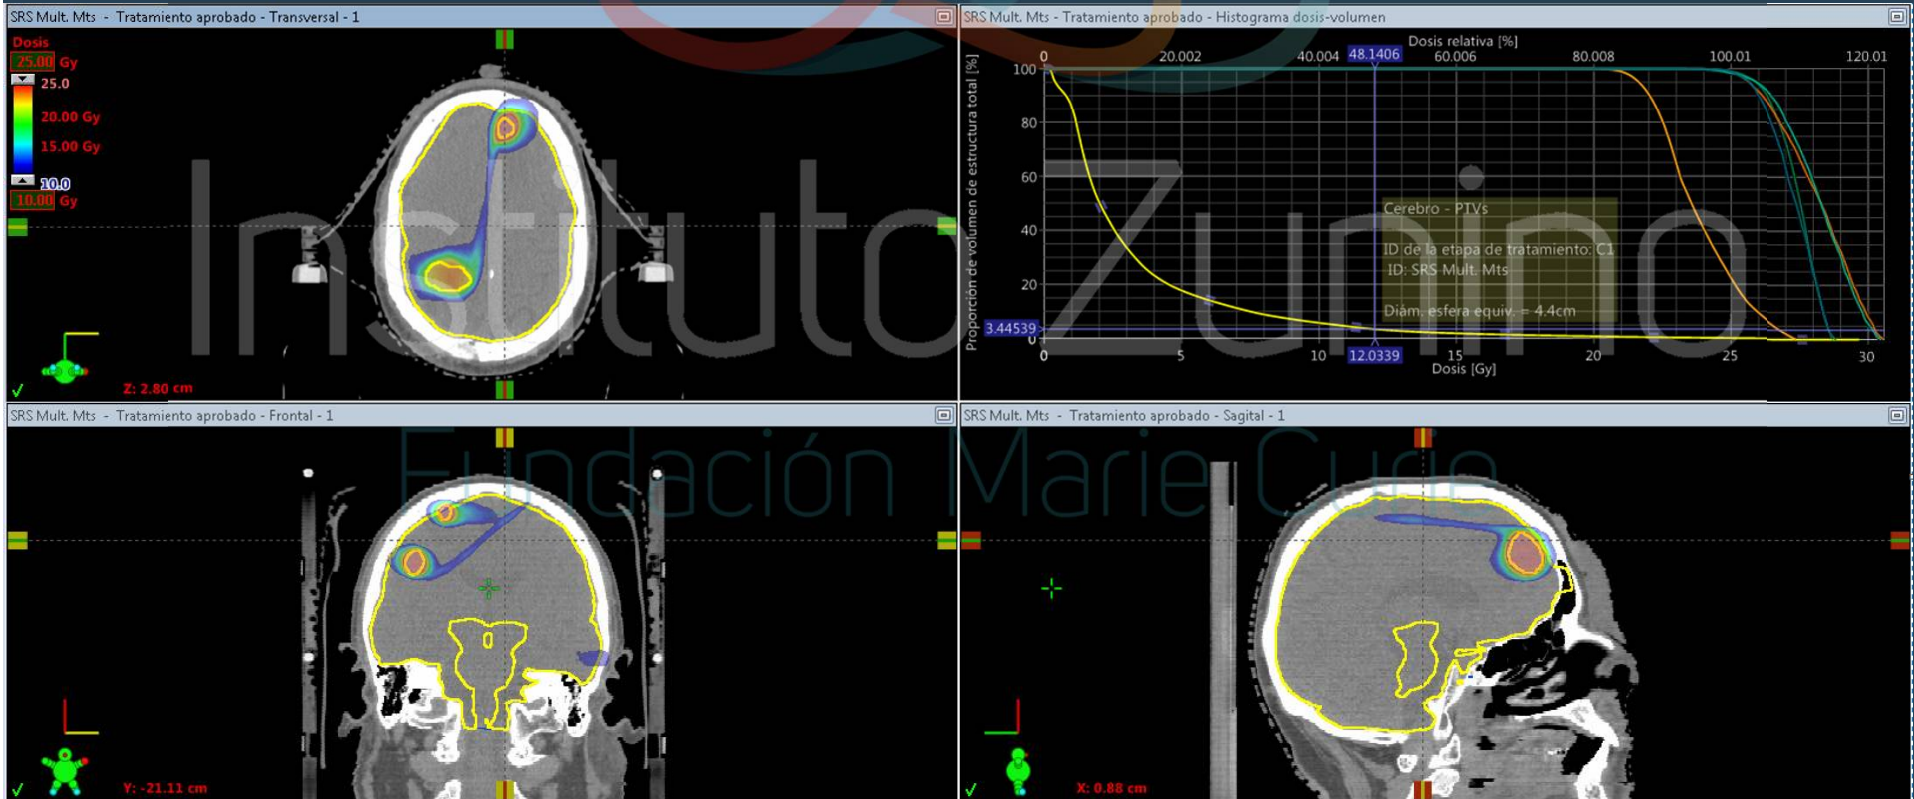 SRS Mult. Mts - Tratamiento aprobado - Transversal - 1
Dosis
25.00 Gy
25.0
20.00 Gy
15.00 Gy
10.0
10.00 Gy
Z: 2.80 cm
SRS Mult. Mts - Tratamiento aprobado - Histograma dosis-volumen
Dosis relativa [%]
0 20.002 40.004 48.1406 60.006 80.008 100.01 120.01
Proporción de volumen de estructura total [%]
100
80
60
40
20
3.44539
0
Cerebro - PTVs
ID de la etapa de tratamiento: C1
ID: SRS Mult. Mts
Diám. esfera equiv. = 4.4cm
0 5 10 12.0339 15 20 25 30
Dosis [Gy]
Instituto Zunino
SRS Mult. Mts - Tratamiento aprobado - Frontal - 1
Y: -21.11 cm
SRS Mult. Mts - Tratamiento aprobado - Sagital - 1
X: 0.88 cm
Fundación Marie Curie